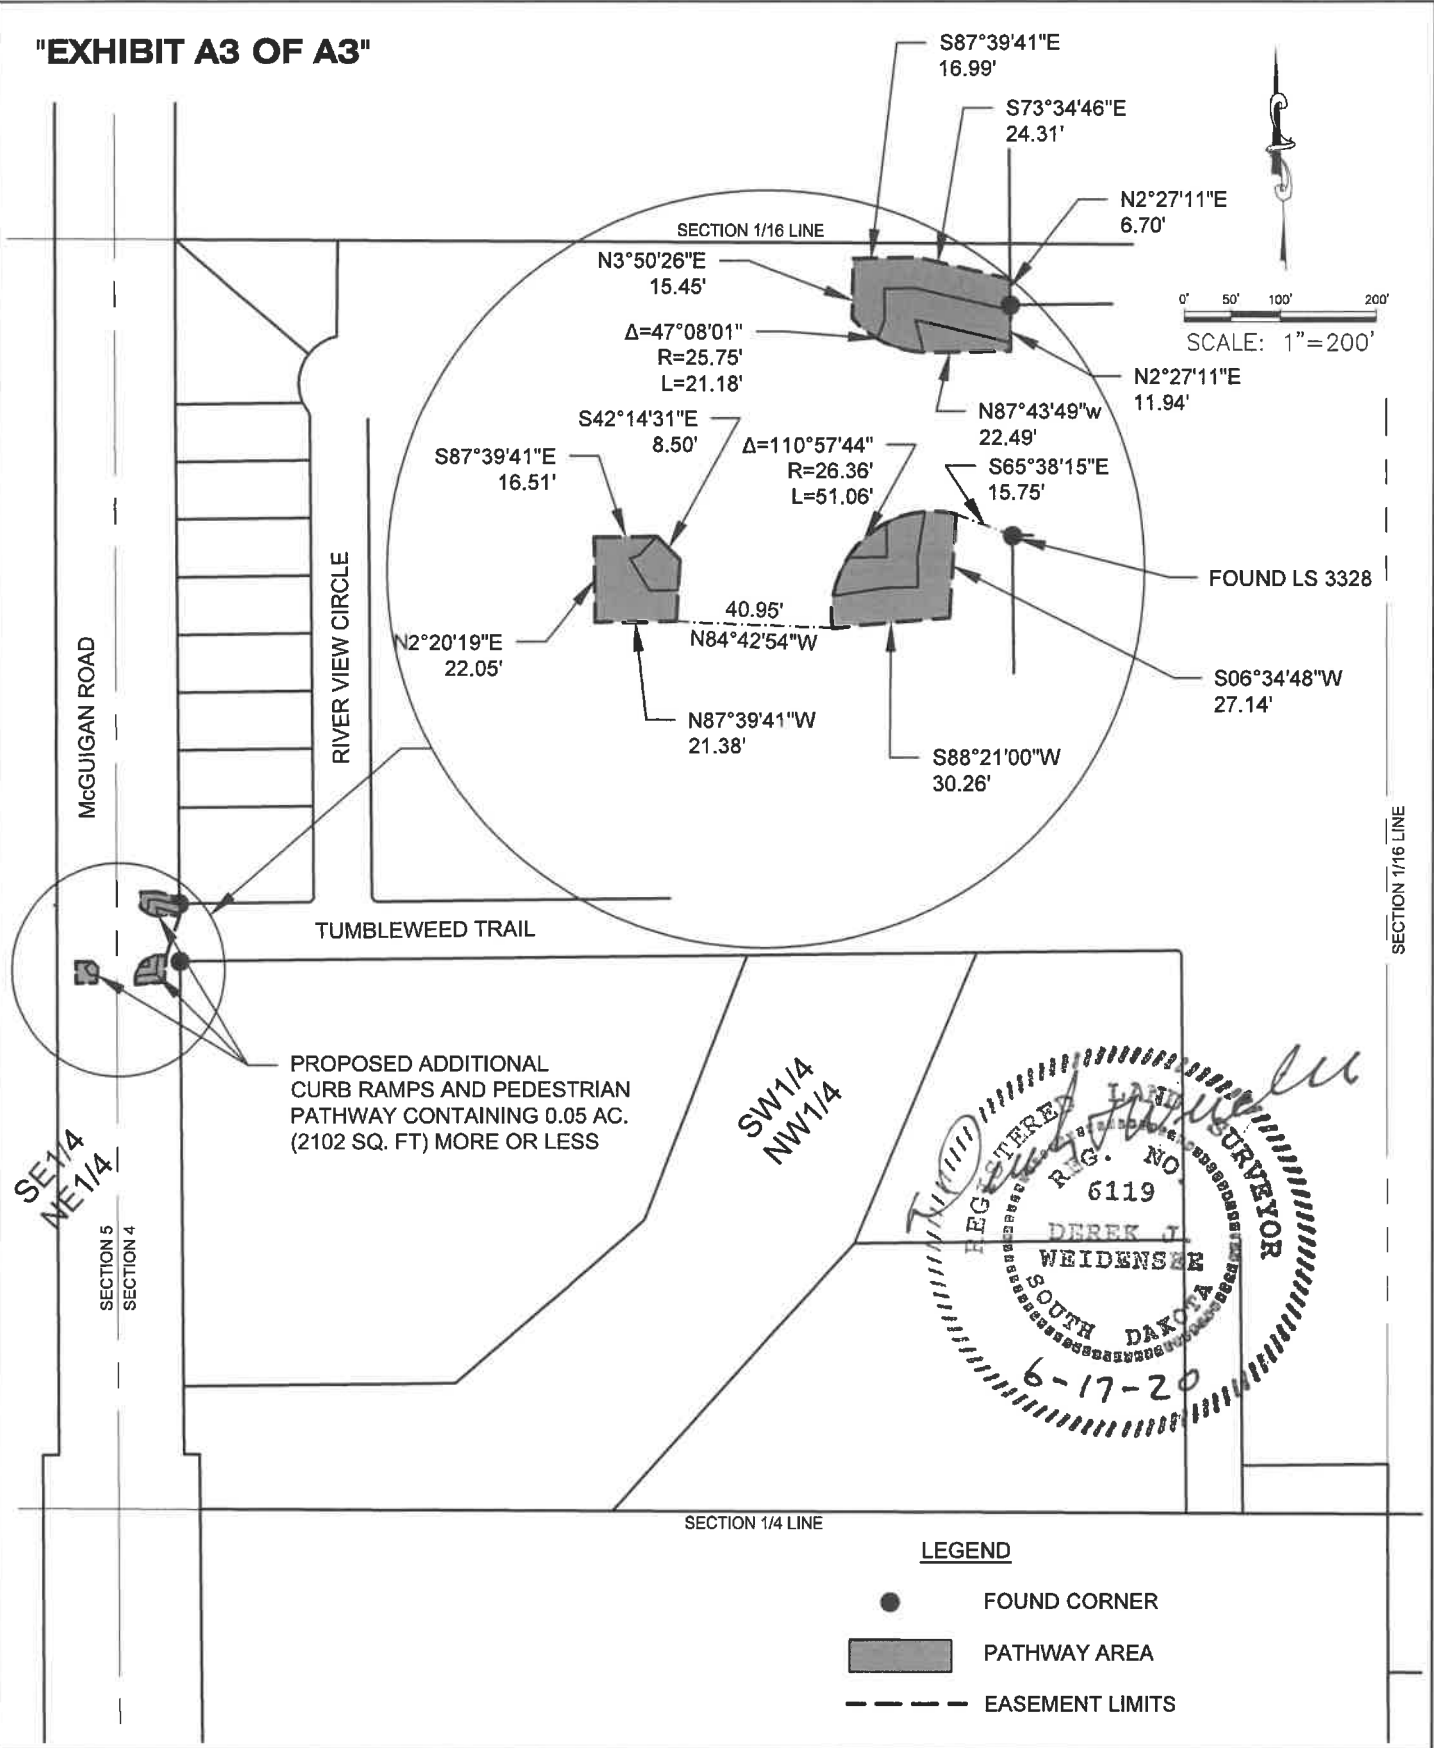 "EXHIBIT A3 OF A3"
S87°39'41"E
16.99'
S73°34'46"E
24.31'
N2°27'11"E
6.70'
SECTION 1/16 LINE
N3°50'26"E
15.45'
0' 50' 100' 200'
SCALE: 1"=200'
Δ=47°08'01"
R=25.75'
L=21.18'
N2°27'11"E
11.94'
N87°43'49"w
22.49'
S42°14'31"E
8.50'
Δ=110°57'44"
R=26.36'
L=51.06'
S87°39'41"E
16.51'
S65°38'15"E
15.75'
FOUND LS 3328
40.95'
N84°42'54"W
N2°20'19"E
22.05'
S06°34'48"W
27.14'
N87°39'41"W
21.38'
S88°21'00"W
30.26'
McGUIGAN ROAD
RIVER VIEW CIRCLE
SECTION 1/16 LINE
TUMBLEWEED TRAIL
PROPOSED ADDITIONAL
CURB RAMPS AND PEDESTRIAN
PATHWAY CONTAINING 0.05 AC.
(2102 SQ. FT) MORE OR LESS
SW1/4
NW1/4
SE1/4
NE1/4
SECTION 5
SECTION 4
REGISTERED LAND SURVEYOR
REG. NO.
6119
DEREK J.
WEIDENSEE
SOUTH DAKOTA
6-17-20
SECTION 1/4 LINE
LEGEND
FOUND CORNER
PATHWAY AREA
EASEMENT LIMITS